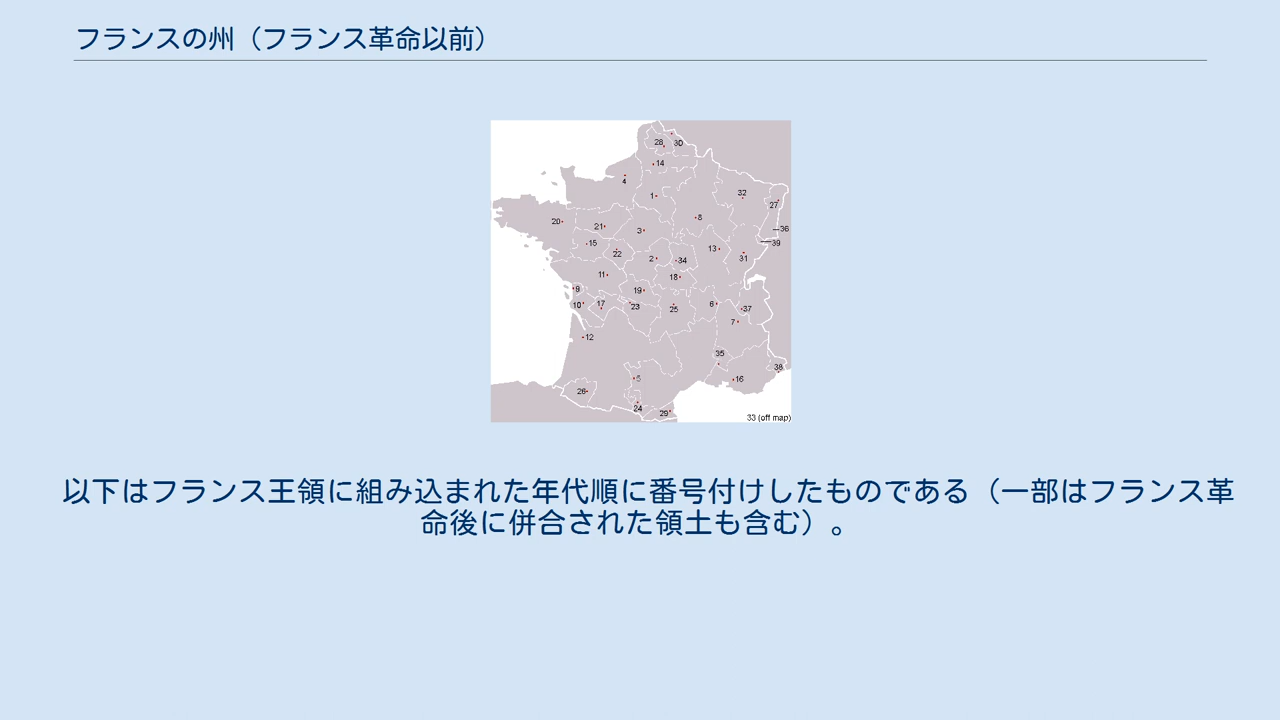 フランスの州（フランス革命以前）
28 30
14
4
32
1
27
20 21 8
3 36
15 39
22 13
2 34 31
11 18
9 19
10 17 23 25 6 37
7
12
35
38
5 16
26
24 29
33 (off map)
以下はフランス王領に組み込まれた年代順に番号付けしたものである（一部はフランス革
命後に併合された領土も含む）。